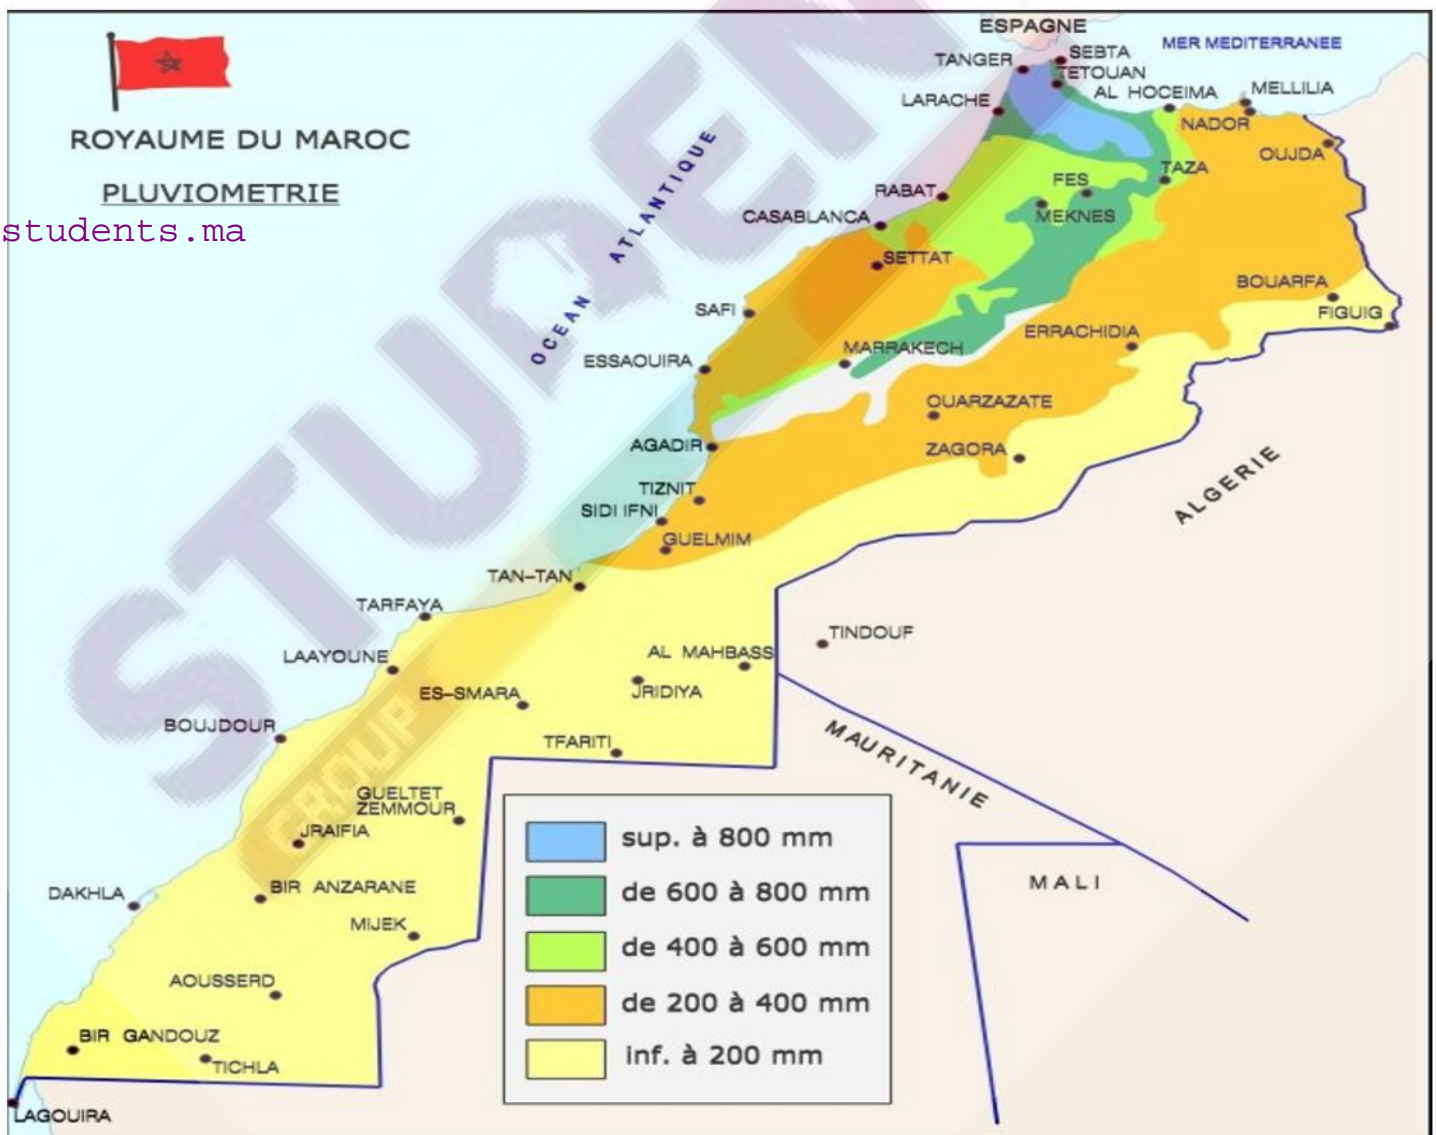 ESPAGNE
MER MEDITERRANEE
TANGER
SEBTA
TETOUAN
AL HOCEIMA
MELLILIA
LARACHE
NADOR
OUJDA
ROYAUME DU MAROC
PLUVIOMETRIE
students.ma
OCEAN ATLANTIQUE
RABAT
FES
TAZA
CASABLANCA
MEKNES
SETTAT
BOUARFA
SAFI
FIGUIG
ERRACHIDIA
ESSAOUIRA
MARRAKECH
OUARZAZATE
AGADIR
ZAGORA
ALGERIE
TIZNIT
SIDI IFNI
GUELMIM
TAN-TAN
TARFAYA
TINDOUF
LAAYOUNE
AL MAHBASS
ES-SMARA
JRIDIYA
BOUJDOUR
TFARITI
MAURITANIE
GUELTET
ZEMMOUR
JRAIFIA
DAKHLA
BIR ANZARANE
MIJEK
AOUSSERD
BIR GANDOUZ
TICHLA
LAGOUIRA
MALI
sup. à 800 mm
de 600 à 800 mm
de 400 à 600 mm
de 200 à 400 mm
inf. à 200 mm
STUDEN
GROUP